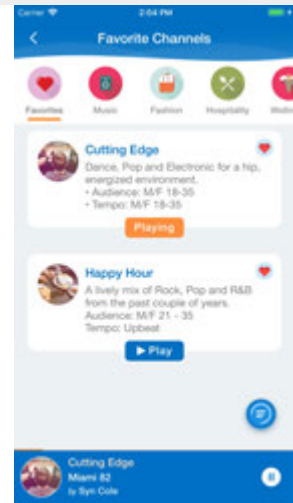 Carrier
2:04 PM
Favorite Channels
Favorites Music Fashion Hospitality
Cutting Edge
Dance, Pop and Electronic for a hip,
energized environment.
• Audience: M/F 18-35
• Tempo: M/F 18-35
Playing
Happy Hour
A lively mix of Rock, Pop and R&B
from the past couple of years.
Audience: M/F 21 - 35
Tempo: Upbeat
Play
Cutting Edge
Miami 82
by Syn Cole